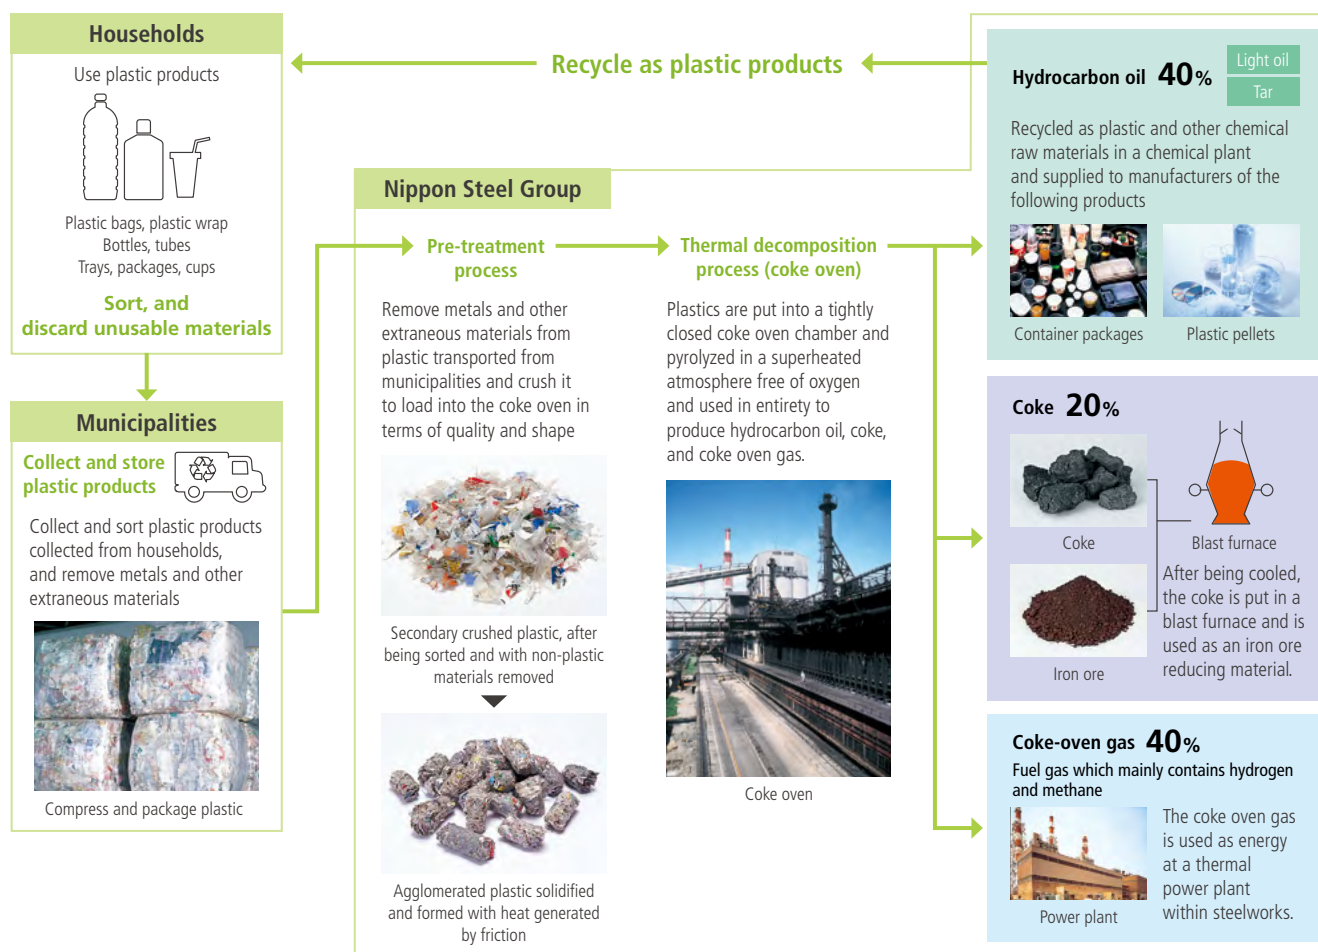 Households
Use plastic products
Plastic bags, plastic wrap
Bottles, tubes
Trays, packages, cups
Sort, and
discard unusable materials
Municipalities
Collect and store
plastic products
Collect and sort plastic products
collected from households,
and remove metals and other
extraneous materials
Compress and package plastic
Recycle as plastic products
Nippon Steel Group
Pre-treatment
process
Remove metals and other
extraneous materials from
plastic transported from
municipalities and crush it
to load into the coke oven in
terms of quality and shape
Secondary crushed plastic, after
being sorted and with non-plastic
materials removed
Agglomerated plastic solidified
and formed with heat generated
by friction
Thermal decomposition
process (coke oven)
Plastics are put into a tightly
closed coke oven chamber and
pyrolyzed in a superheated
atmosphere free of oxygen
and used in entirety to
produce hydrocarbon oil, coke,
and coke oven gas.
Coke oven
Hydrocarbon oil 40%
Light oil
Tar
Recycled as plastic and other chemical
raw materials in a chemical plant
and supplied to manufacturers of the
following products
Container packages
Plastic pellets
Coke 20%
Coke
Blast furnace
Iron ore
After being cooled,
the coke is put in a
blast furnace and is
used as an iron ore
reducing material.
Coke-oven gas 40%
Fuel gas which mainly contains hydrogen
and methane
Power plant
The coke oven gas
is used as energy
at a thermal
power plant
within steelworks.